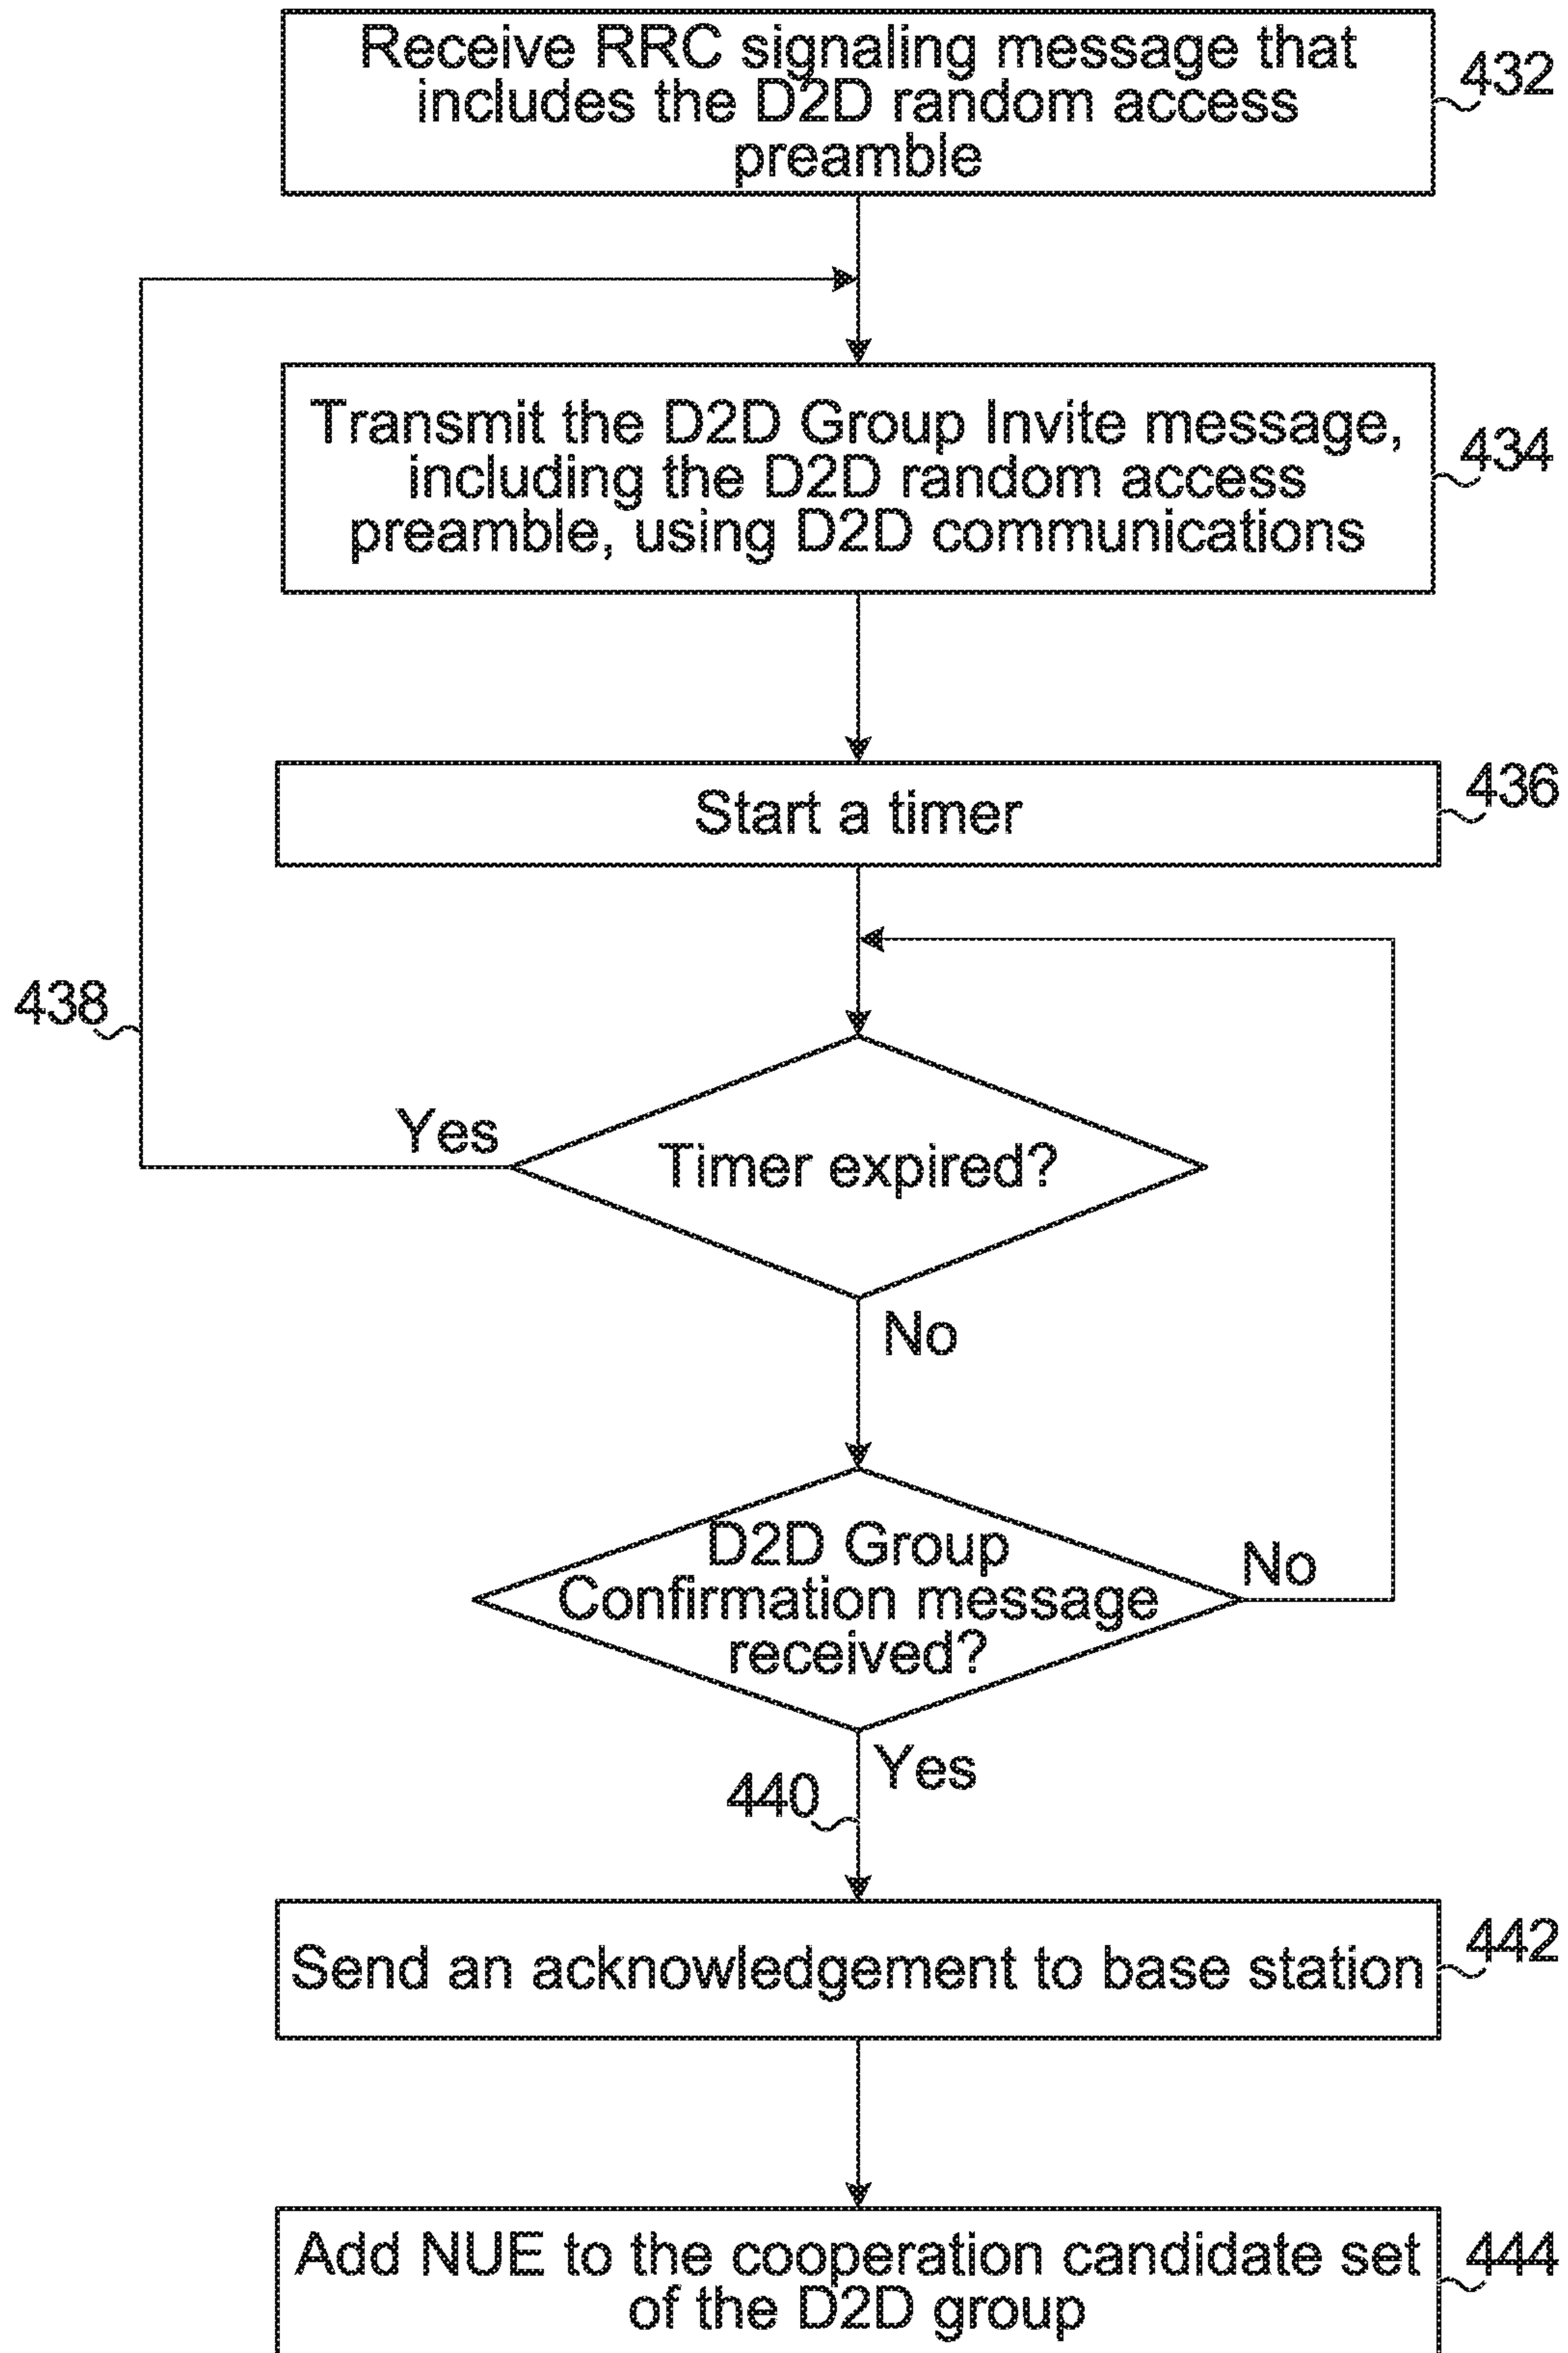 Receive RRC signaling message that
includes the D2D random access
preamble
432
Transmit the D2D Group Invite message,
including the D2D random access
preamble, using D2D communications
434
Start a timer
436
438
Yes
Timer expired?
No
D2D Group
Confirmation message
received?
No
Yes
440
Send an acknowledgement to base station
442
Add NUE to the cooperation candidate set
of the D2D group
444